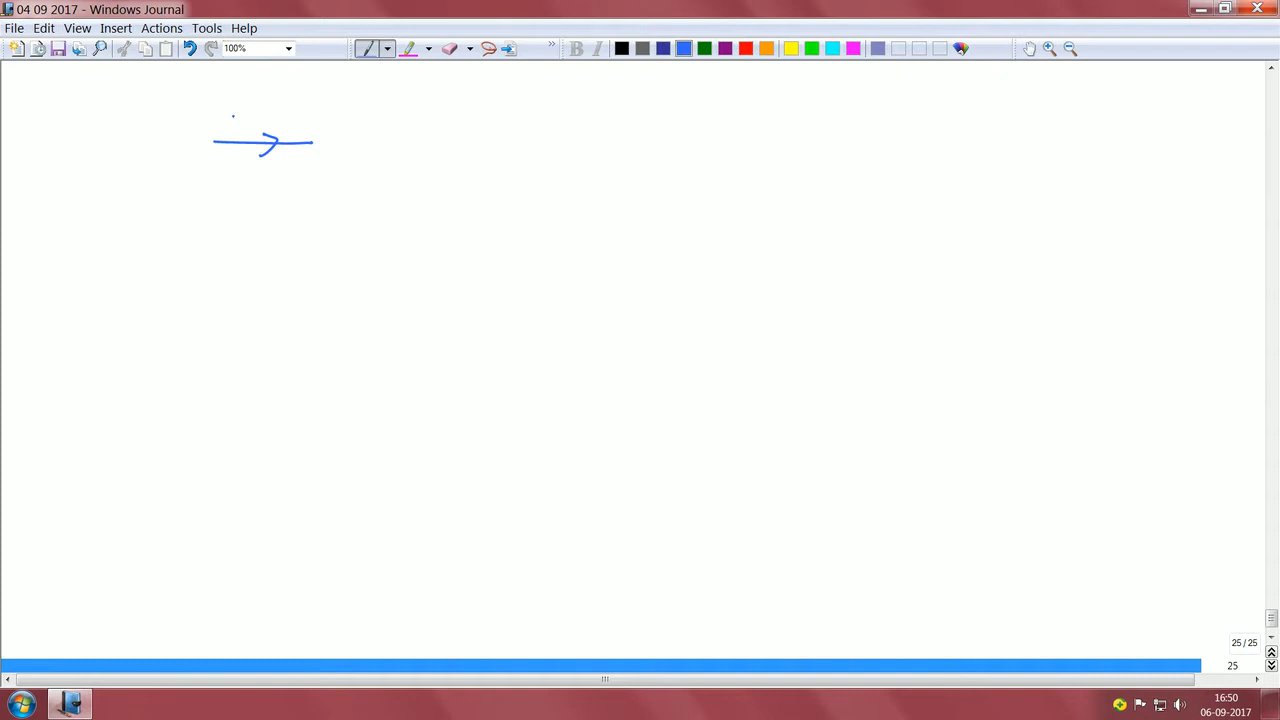 04 09 2017 - Windows Journal
File Edit View Insert Actions Tools Help
100% » B I
25 / 25
25
16:50
06-09-2017